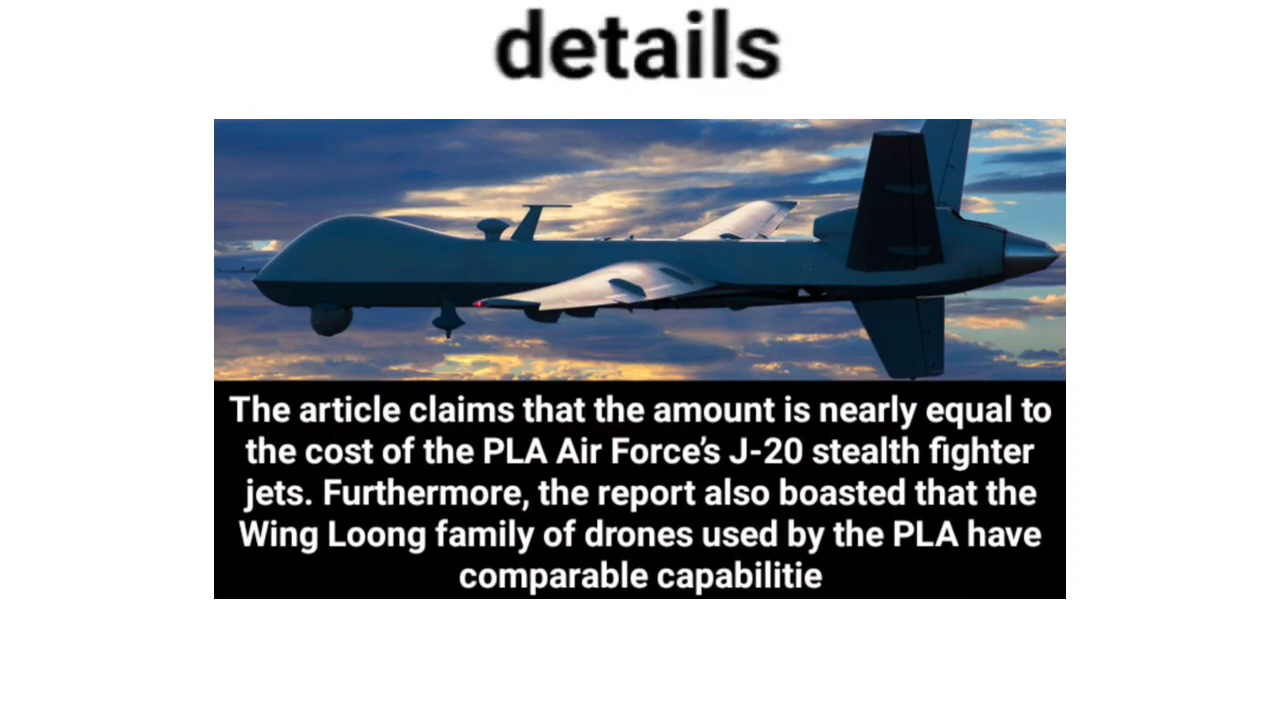 details
The article claims that the amount is nearly equal to
the cost of the PLA Air Force’s J-20 stealth fighter
jets. Furthermore, the report also boasted that the
Wing Loong family of drones used by the PLA have
comparable capabilitie